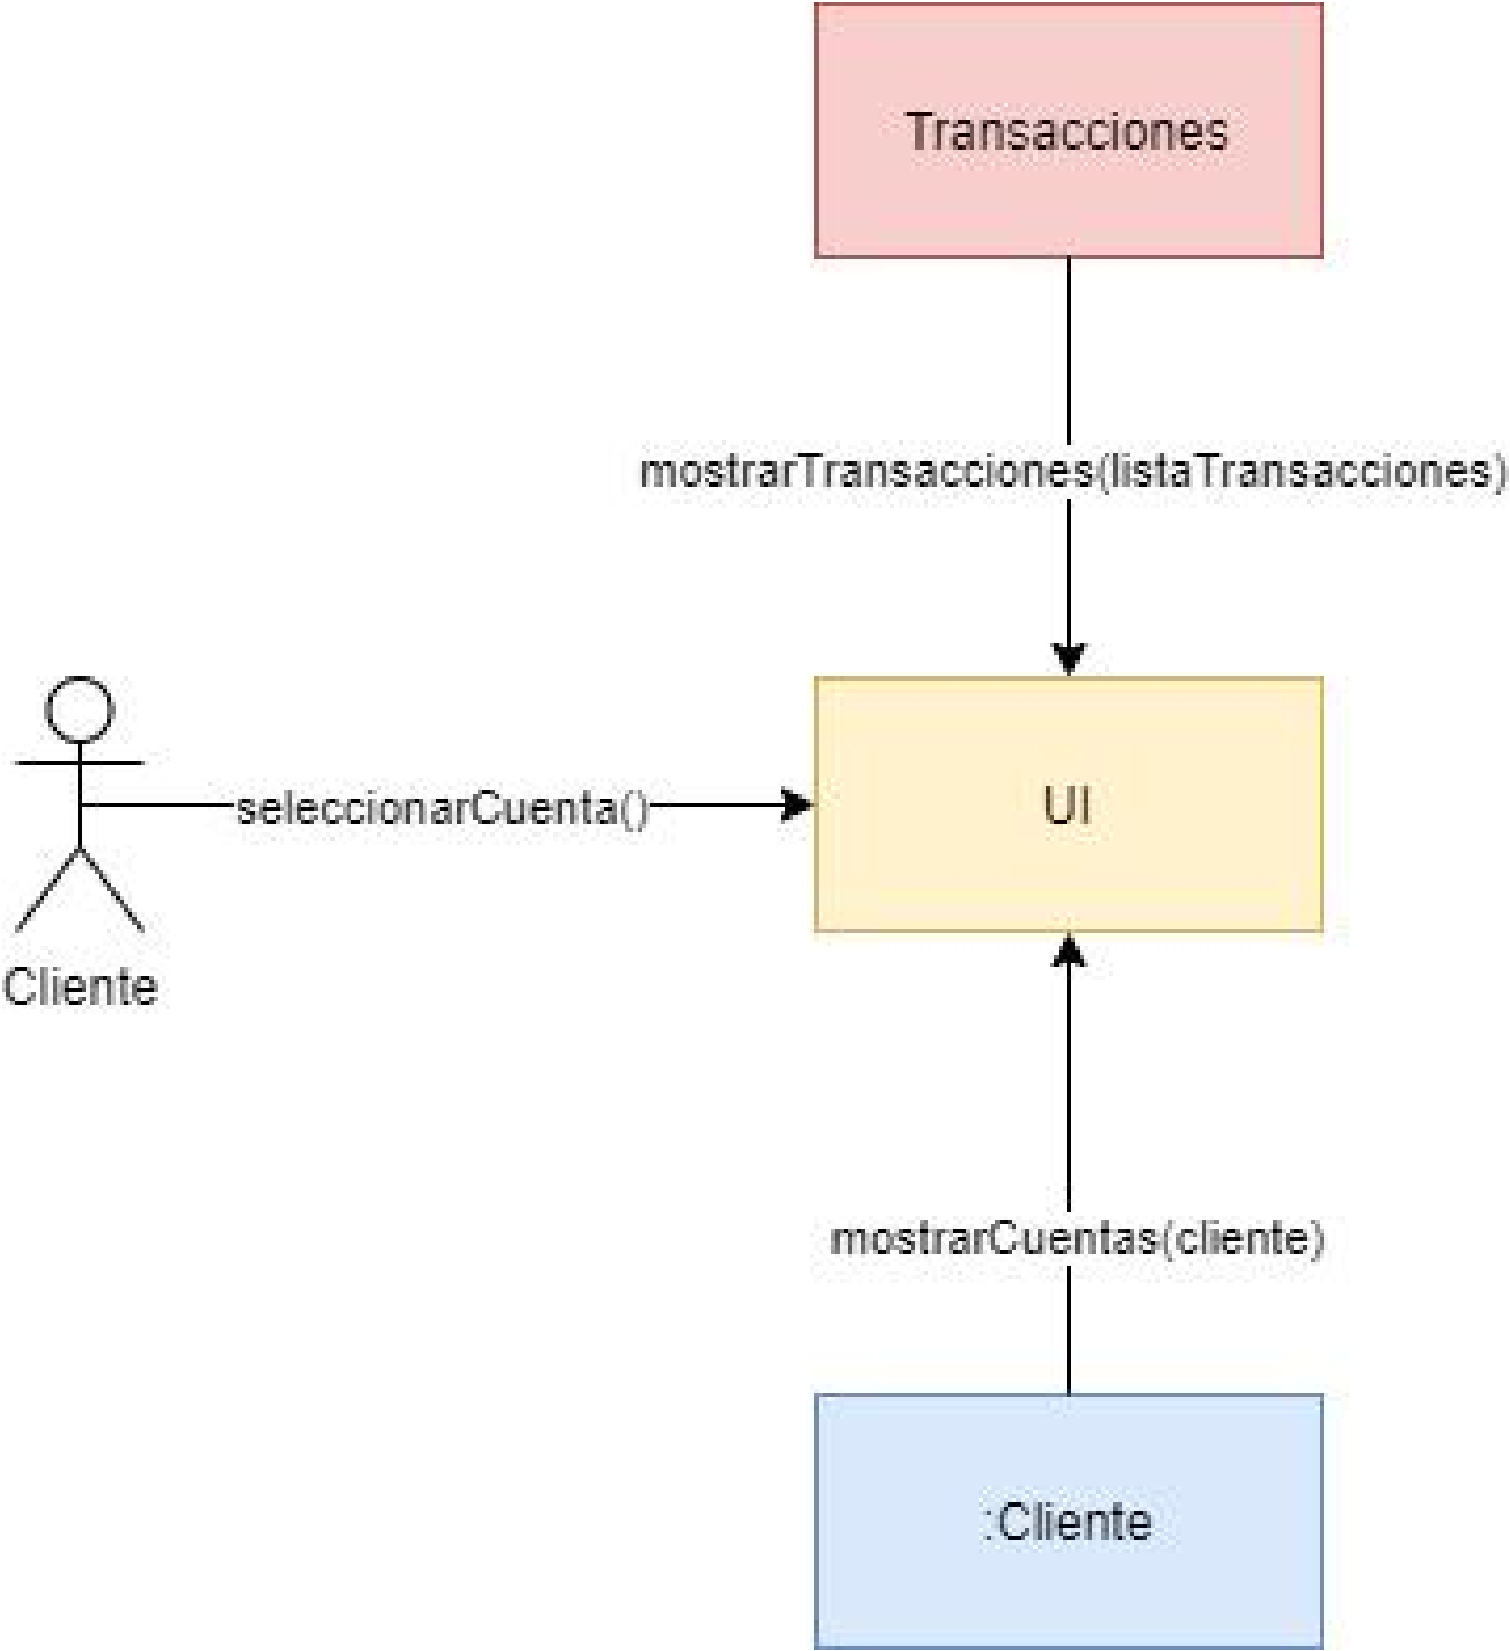 Transacciones
mostrarTransacciones(listaTransacciones)
seleccionarCuenta()
UI
Cliente
mostrarCuentas(cliente)
:Cliente